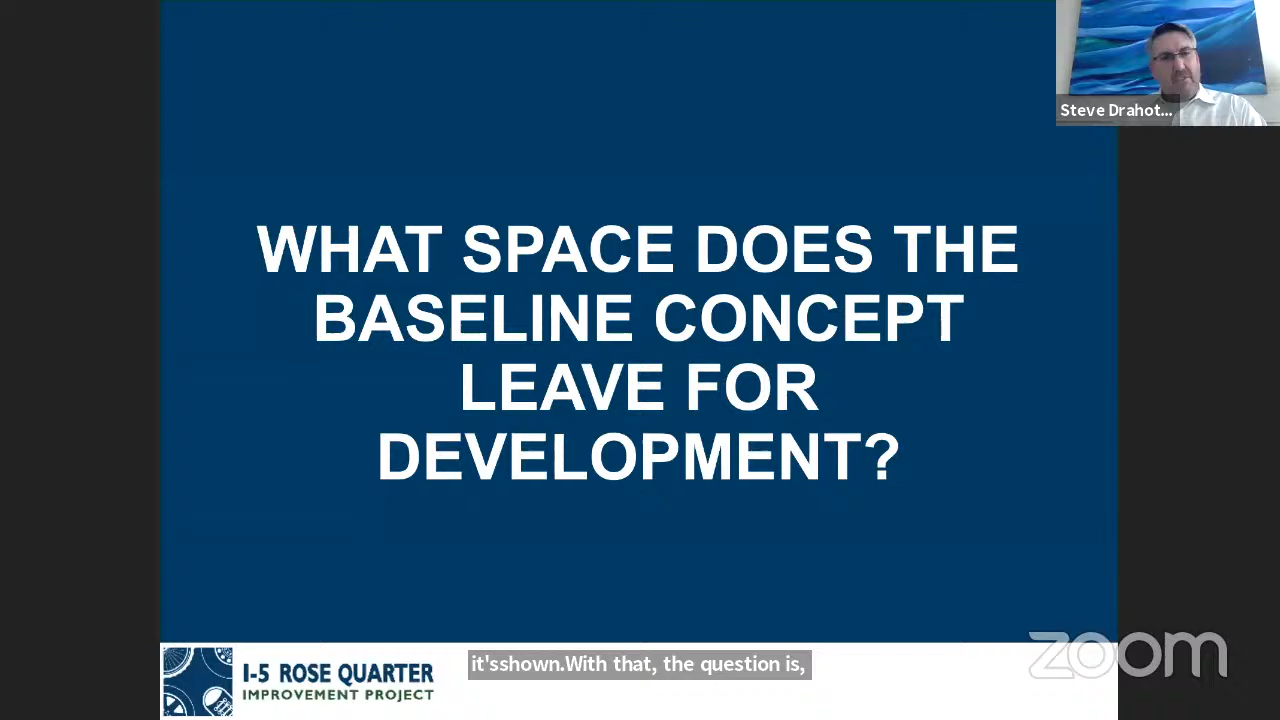 Steve Drahot...
WHAT SPACE DOES THE
BASELINE CONCEPT
LEAVE FOR
DEVELOPMENT?
I-5 ROSE QUARTER
IMPROVEMENT PROJECT
it'sshown.With that, the question is,
zoom